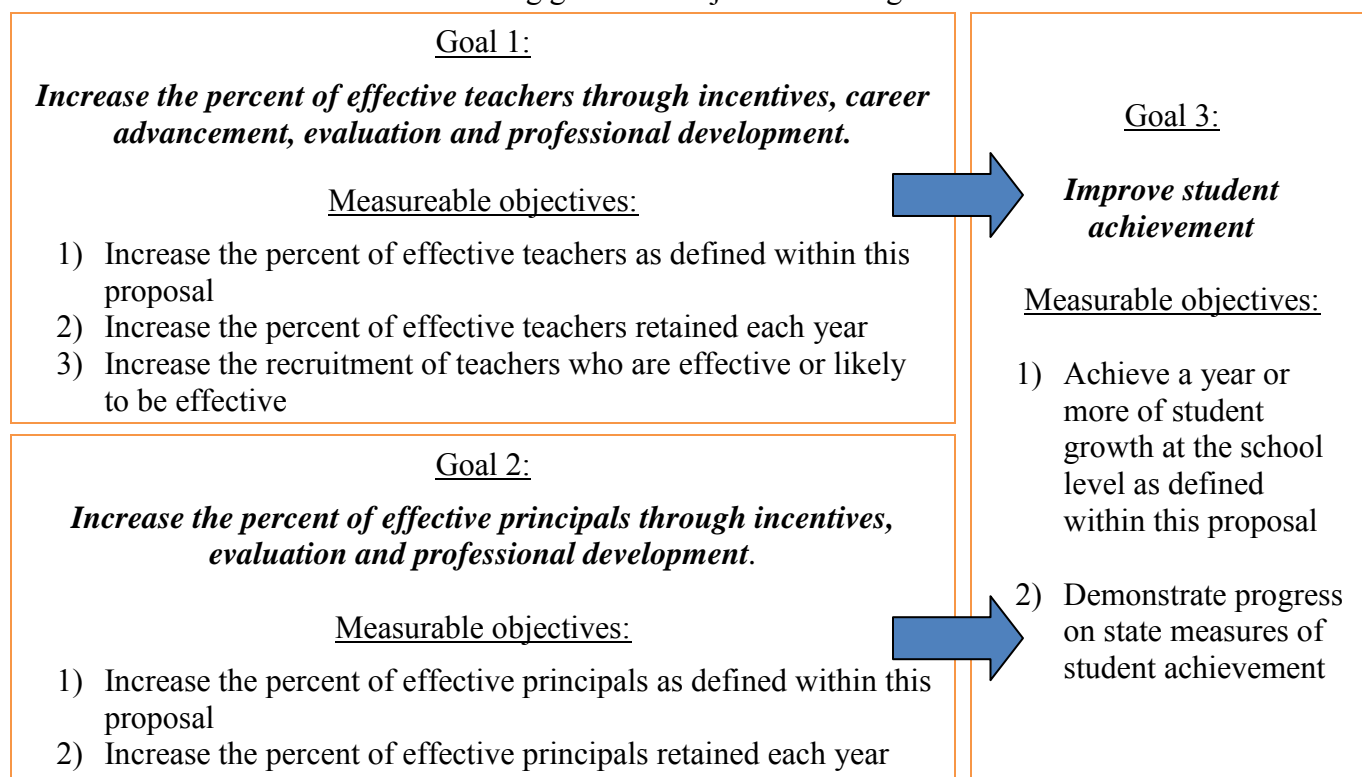 Goal 1:
Increase the percent of effective teachers through incentives, career
advancement, evaluation and professional development.
Measureable objectives:
1) Increase the percent of effective teachers as defined within this
proposal
2) Increase the percent of effective teachers retained each year
3) Increase the recruitment of teachers who are effective or likely
to be effective
Goal 2:
Increase the percent of effective principals through incentives,
evaluation and professional development.
Measurable objectives:
1) Increase the percent of effective principals as defined within this
proposal
2) Increase the percent of effective principals retained each year
Goal 3:
Improve student
achievement
Measurable objectives:
1) Achieve a year or
more of student
growth at the school
level as defined
within this proposal
2) Demonstrate progress
on state measures of
student achievement